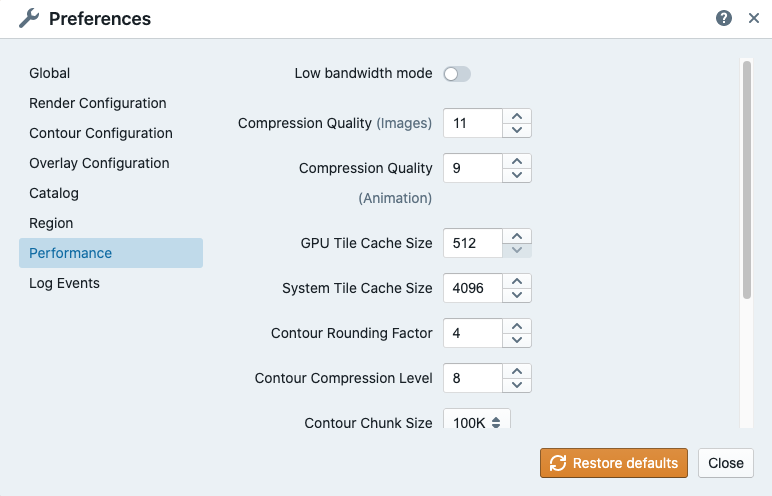 Preferences
Global
Render Configuration
Contour Configuration
Overlay Configuration
Catalog
Region
Performance
Log Events
Low bandwidth mode
Compression Quality (Images) 11
Compression Quality 9
(Animation)
GPU Tile Cache Size 512
System Tile Cache Size 4096
Contour Rounding Factor 4
Contour Compression Level 8
Contour Chunk Size 100K
Restore defaults Close